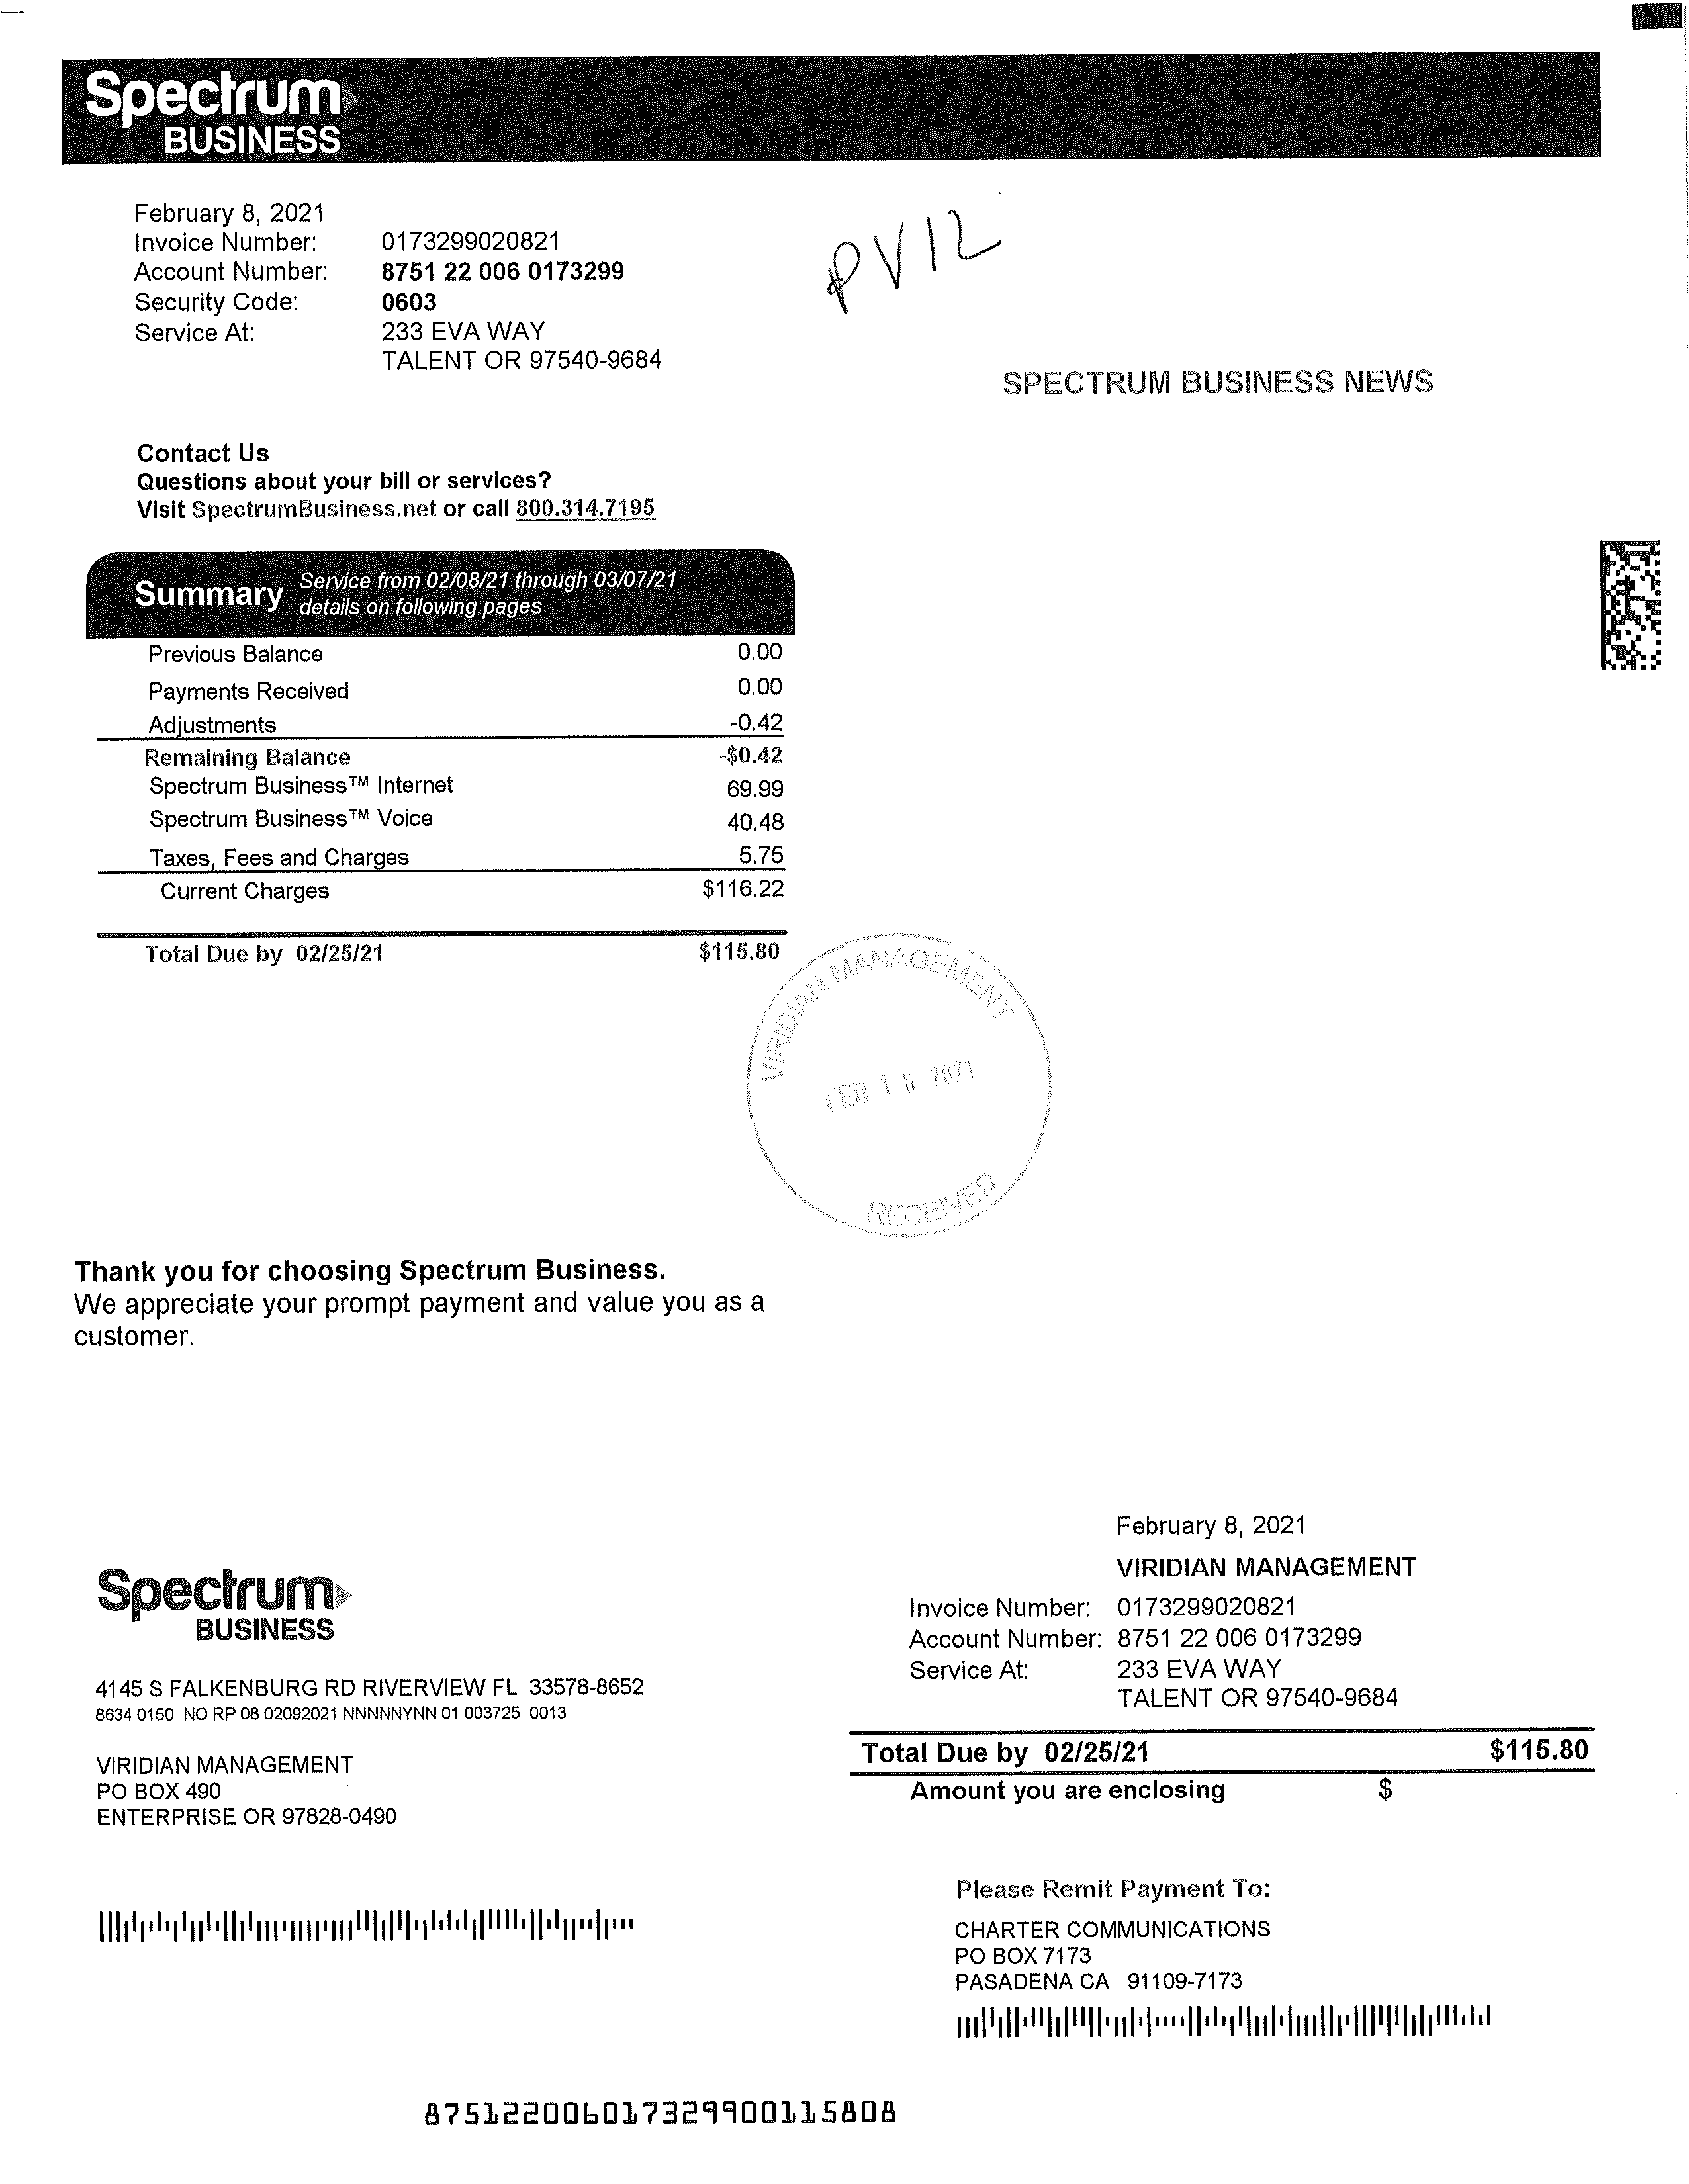 Spectrum
BUSINESS
February 8, 2021
Invoice Number: 0173299020821
Account Number: 8751 22 006 0173299
Security Code: 0603
Service At: 233 EVA WAY
TALENT OR 97540-9684
PV12
SPECTRUM BUSINESS NEWS
Contact Us
Questions about your bill or services?
Visit SpectrumBusiness.net or call 800.314.7195
Summary Service from 02/08/21 through 03/07/21
details on following pages
Previous Balance 0.00
Payments Received 0.00
Adjustments -0.42
Remaining Balance -$0.42
Spectrum Business™ Internet 69.99
Spectrum Business™ Voice 40.48
Taxes, Fees and Charges 5.75
Current Charges $116.22
Total Due by 02/25/21 $115.80
VIRIDIAN MANAGEMENT
FEB 16 2021
RECEIVED
Thank you for choosing Spectrum Business.
We appreciate your prompt payment and value you as a
customer.
Spectrum
BUSINESS
4145 S FALKENBURG RD RIVERVIEW FL 33578-8652
8634 0150 NO RP 08 02092021 NNNNNYNN 01 003725 0013
VIRIDIAN MANAGEMENT
PO BOX 490
ENTERPRISE OR 97828-0490
February 8, 2021
VIRIDIAN MANAGEMENT
Invoice Number: 0173299020821
Account Number: 8751 22 006 0173299
Service At: 233 EVA WAY
TALENT OR 97540-9684
Total Due by 02/25/21 $115.80
Amount you are enclosing $
Please Remit Payment To:
CHARTER COMMUNICATIONS
PO BOX 7173
PASADENA CA 91109-7173
875122006017329900115808